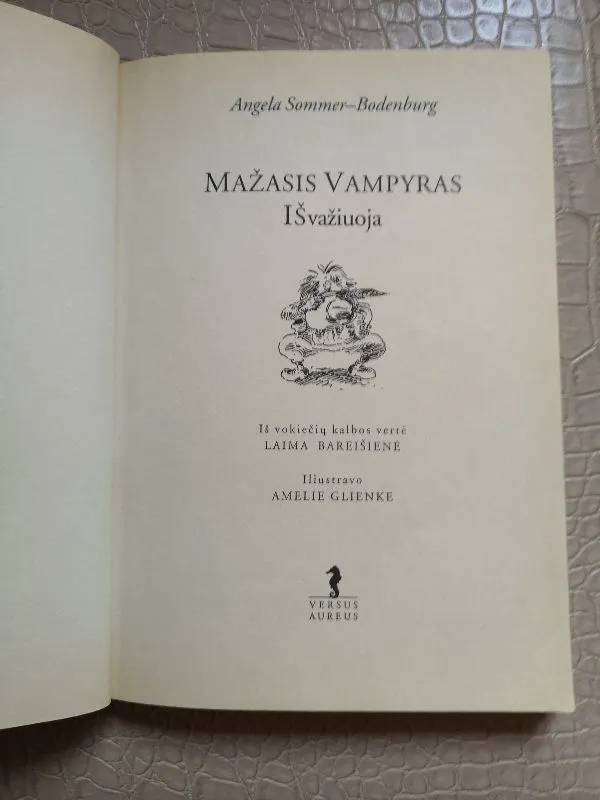 Angela Sommer–Bodenburg
MAŽASIS VAMPYRAS
IŠvažiuoja
Iš vokiečių kalbos vertė
LAIMA BAREIŠIENĖ
Iliustravo
AMELIE GLIENKE
VERSUS
AUREUS